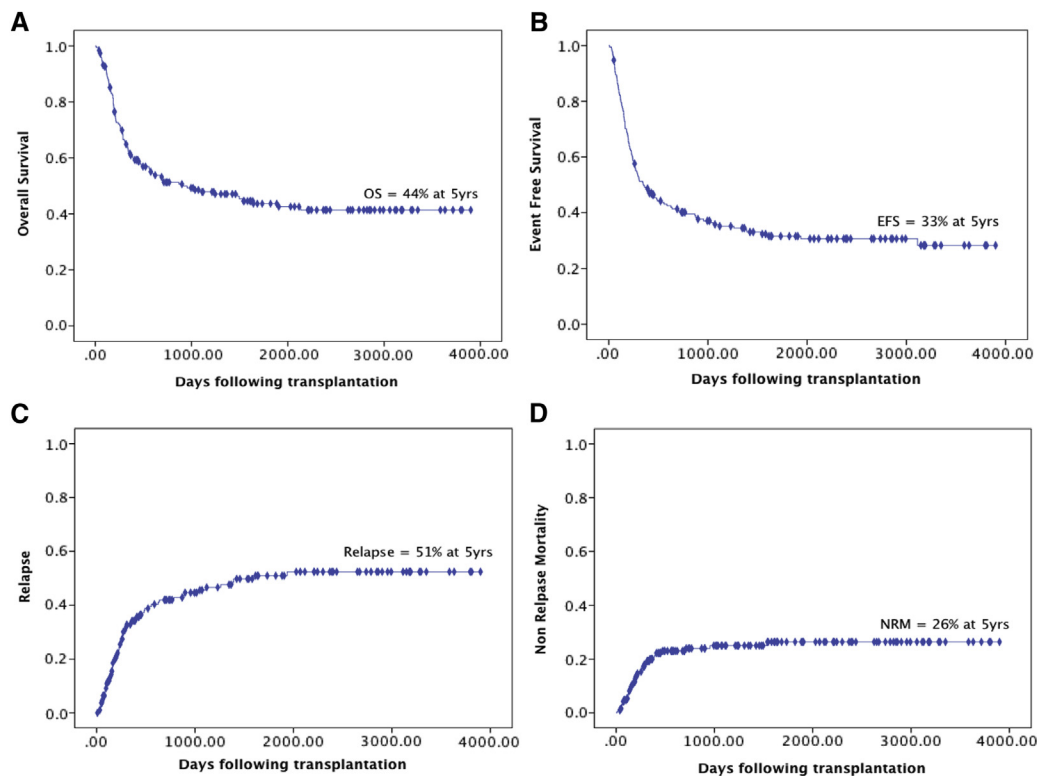 A
1.0
0.8
0.6
0.4
0.2
0.0
Overall Survival
OS = 44% at 5yrs
.00 1000.00 2000.00 3000.00 4000.00
Days following transplantation
B
1.0
0.8
0.6
0.4
0.2
0.0
Event Free Survival
EFS = 33% at 5yrs
.00 1000.00 2000.00 3000.00 4000.00
Days following transplantation
C
1.0
0.8
0.6
0.4
0.2
0.0
Relapse
Relapse = 51% at 5yrs
.00 1000.00 2000.00 3000.00 4000.00
Days following transplantation
D
1.0
0.8
0.6
0.4
0.2
0.0
Non Relpase Mortality
NRM = 26% at 5yrs
.00 1000.00 2000.00 3000.00 4000.00
Days following transplantation